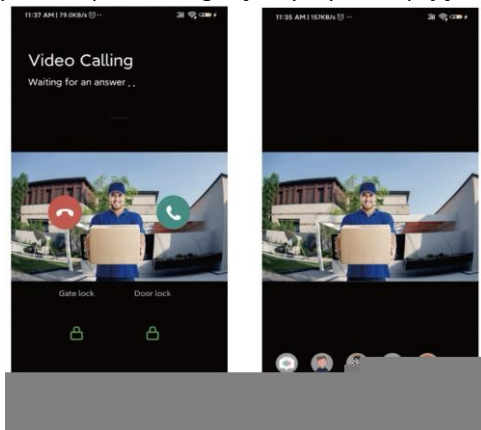 11:37 AM | 79.0KB/s
Video Calling
Waiting for an answer . .
Gate lock
Door lock
11:35 AM | 157KB/s